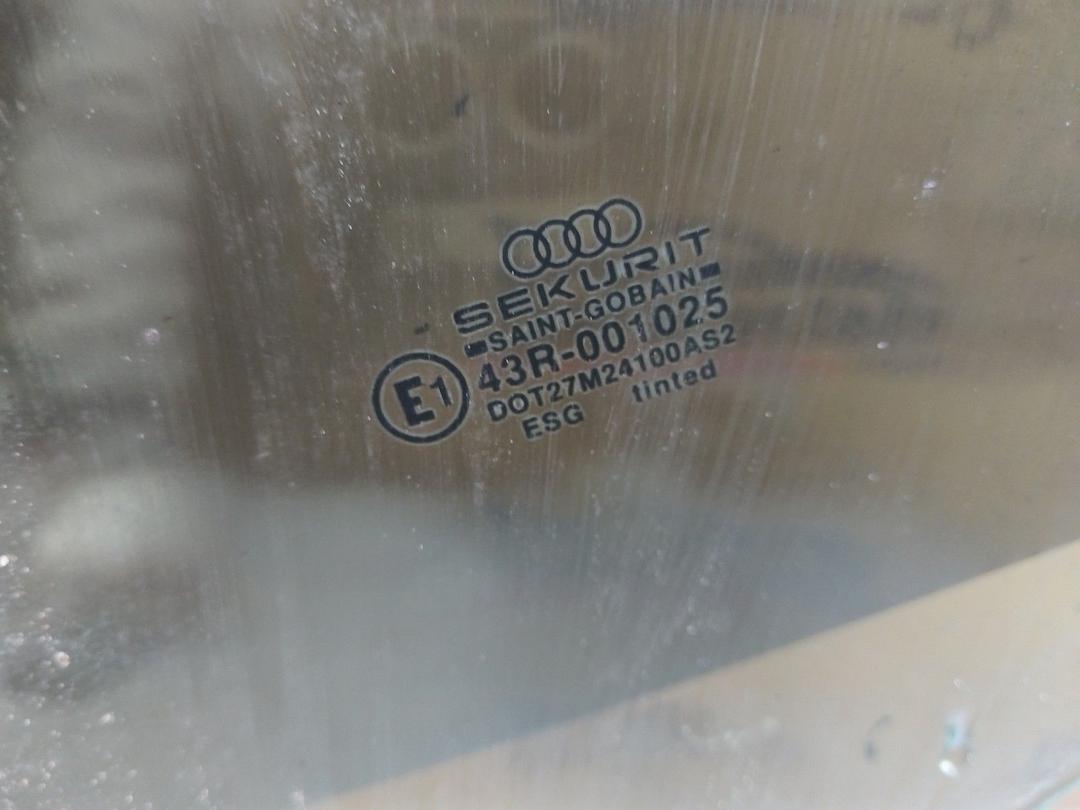 SEKURIT
SAINT-GOBAIN
E1 43R-001025
DOT27M24100AS2
ESG tinted